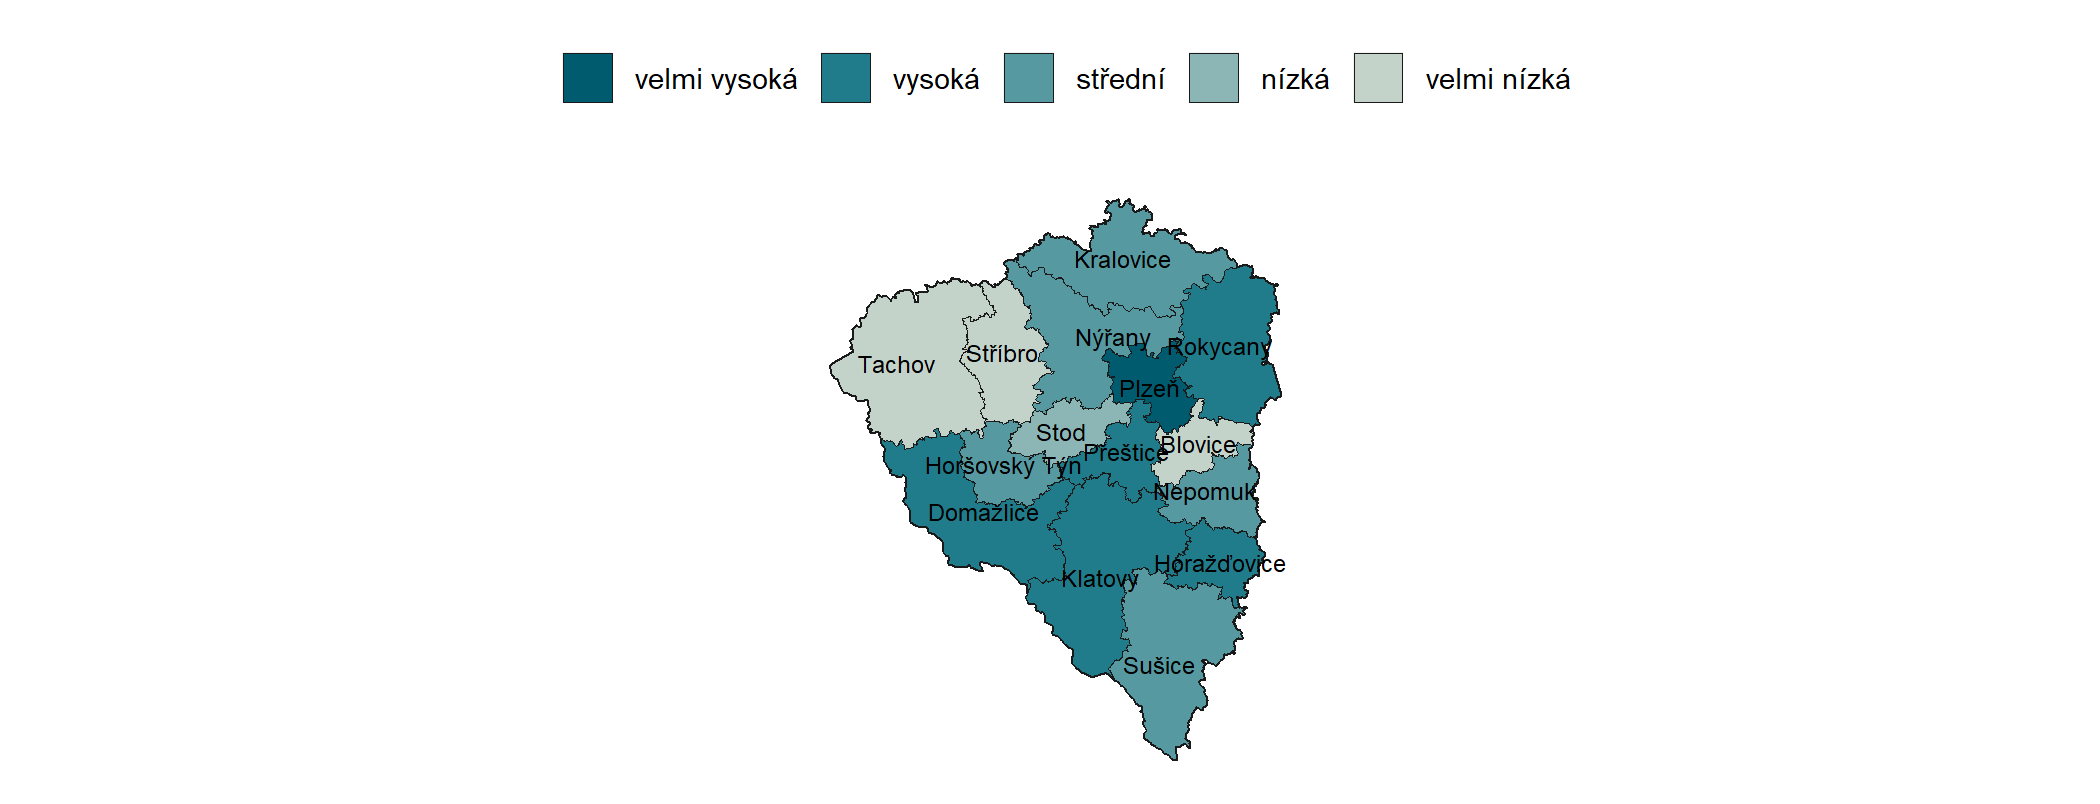 velmi vysoká vysoká střední nízká velmi nízká
Kralovice
Nýřany
Rokycany
Stříbro
Tachov
Plzeň
Stod
Blovice
Přeštice
Horšovský Týn
Nepomuk
Domažlice
Horažďovice
Klatovy
Sušice